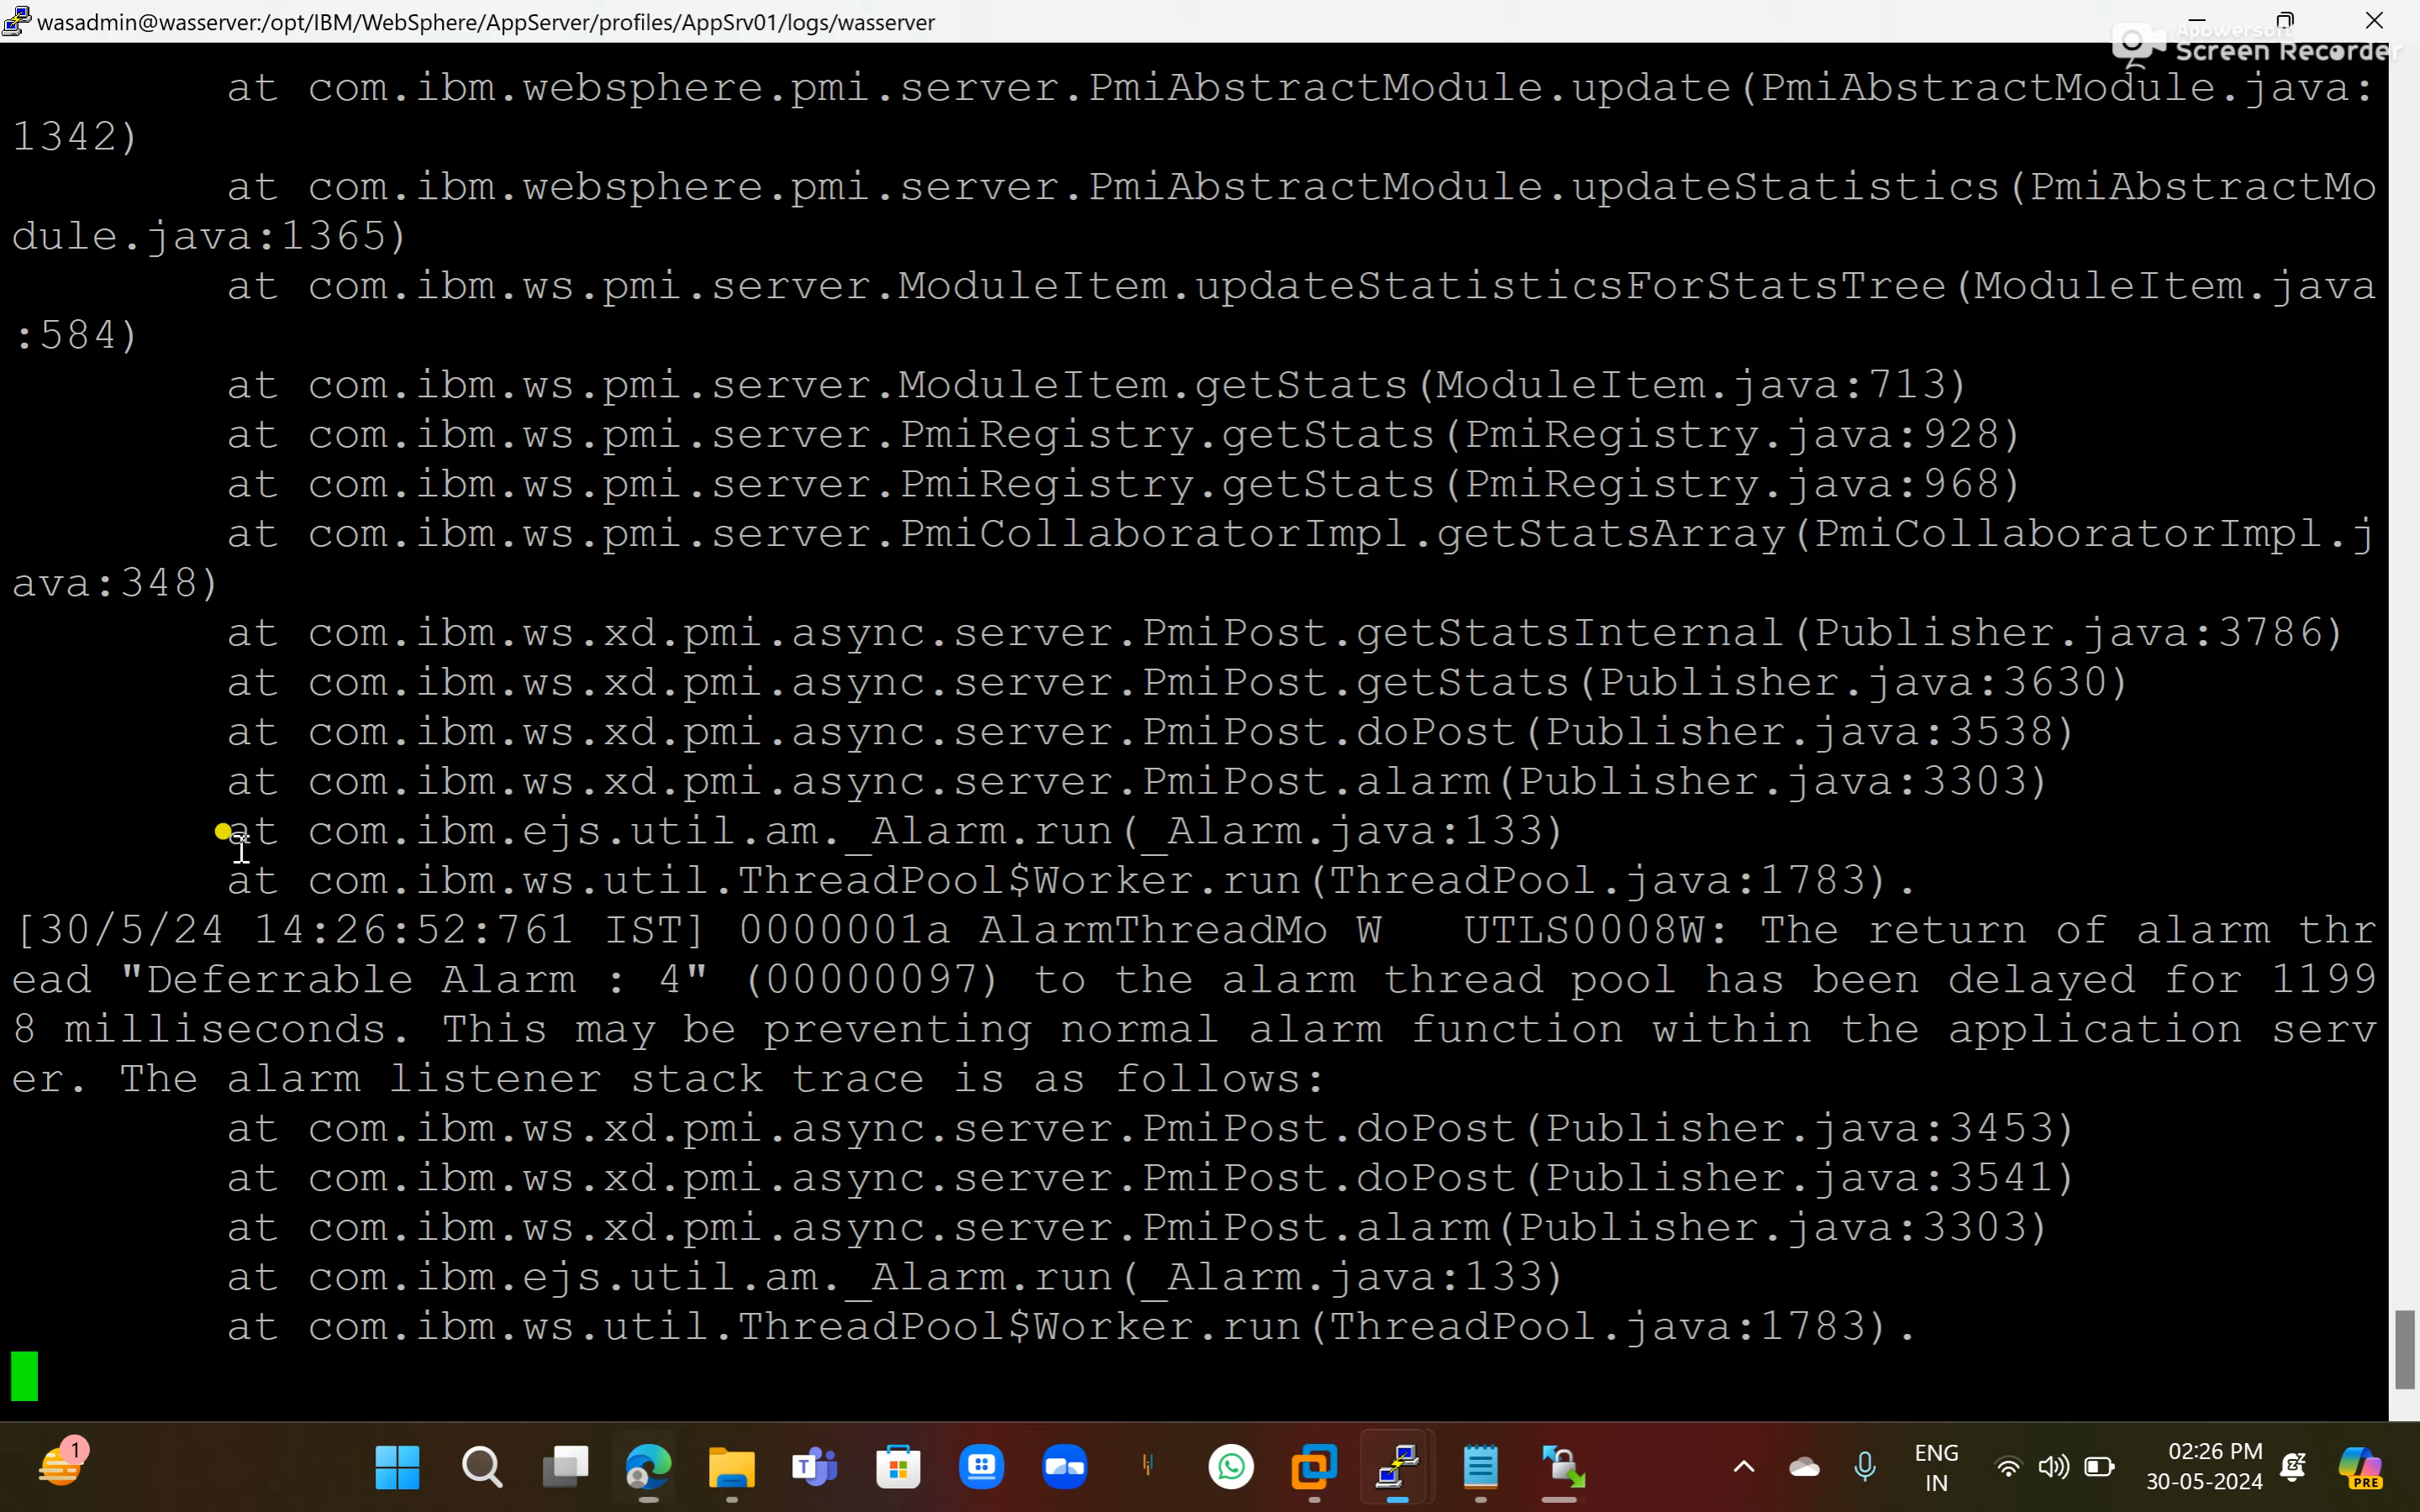 wasadmin@wasserver:/opt/IBM/WebSphere/AppServer/profiles/AppSrv01/logs/wasserver
Apowersoft
Screen Recorder
at com.ibm.websphere.pmi.server.PmiAbstractModule.update(PmiAbstractModule.java:
1342)
at com.ibm.websphere.pmi.server.PmiAbstractModule.updateStatistics(PmiAbstractMo
dule.java:1365)
at com.ibm.ws.pmi.server.ModuleItem.updateStatisticsForStatsTree(ModuleItem.java
:584)
at com.ibm.ws.pmi.server.ModuleItem.getStats(ModuleItem.java:713)
at com.ibm.ws.pmi.server.PmiRegistry.getStats(PmiRegistry.java:928)
at com.ibm.ws.pmi.server.PmiRegistry.getStats(PmiRegistry.java:968)
at com.ibm.ws.pmi.server.PmiCollaboratorImpl.getStatsArray(PmiCollaboratorImpl.j
ava:348)
at com.ibm.ws.xd.pmi.async.server.PmiPost.getStatsInternal(Publisher.java:3786)
at com.ibm.ws.xd.pmi.async.server.PmiPost.getStats(Publisher.java:3630)
at com.ibm.ws.xd.pmi.async.server.PmiPost.doPost(Publisher.java:3538)
at com.ibm.ws.xd.pmi.async.server.PmiPost.alarm(Publisher.java:3303)
at com.ibm.ejs.util.am._Alarm.run(_Alarm.java:133)
at com.ibm.ws.util.ThreadPool$Worker.run(ThreadPool.java:1783).
[30/5/24 14:26:52:761 IST] 0000001a AlarmThreadMo W   UTLS0008W: The return of alarm thr
ead "Deferrable Alarm : 4" (00000097) to the alarm thread pool has been delayed for 1199
8 milliseconds. This may be preventing normal alarm function within the application serv
er. The alarm listener stack trace is as follows:
at com.ibm.ws.xd.pmi.async.server.PmiPost.doPost(Publisher.java:3453)
at com.ibm.ws.xd.pmi.async.server.PmiPost.doPost(Publisher.java:3541)
at com.ibm.ws.xd.pmi.async.server.PmiPost.alarm(Publisher.java:3303)
at com.ibm.ejs.util.am._Alarm.run(_Alarm.java:133)
at com.ibm.ws.util.ThreadPool$Worker.run(ThreadPool.java:1783).
1
ENG
IN
02:26 PM
30-05-2024
PRE